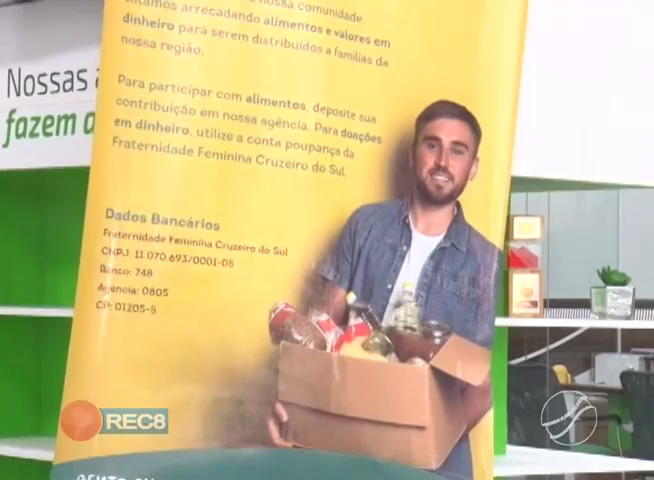 nossa comunidade,
estamos arrecadando alimentos e valores em
dinheiro para serem distribuídos a famílias da
nossa região.
Para participar com alimentos, deposite sua
contribuição em nossa agência. Para doações
em dinheiro, utilize a conta poupança da
Fraternidade Feminina Cruzeiro do Sul.
Nossas
fazem
Dados Bancários
Fraternidade Feminina Cruzeiro do Sul
CNPJ: 11.070.693/0001-05
Banco: 748
Agência: 0805
CP: 01205-8
REC8